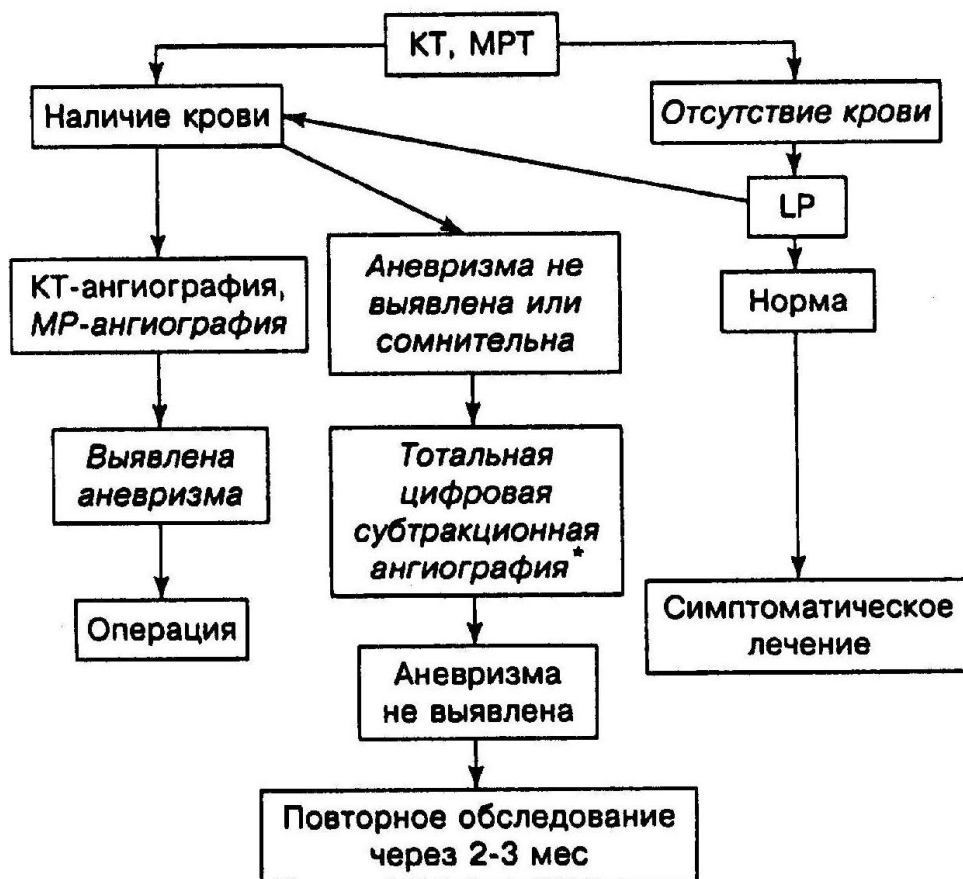 КТ, МРТ
Наличие крови
Отсутствие крови
LP
КТ-ангиография,
МР-ангиография
Аневризма не
выявлена или
сомнительна
Норма
Выявлена
аневризма
Тотальная
цифровая
субтракционная
ангиография*
Операция
Симптоматическое
лечение
Аневризма
не выявлена
Повторное обследование
через 2-3 мес